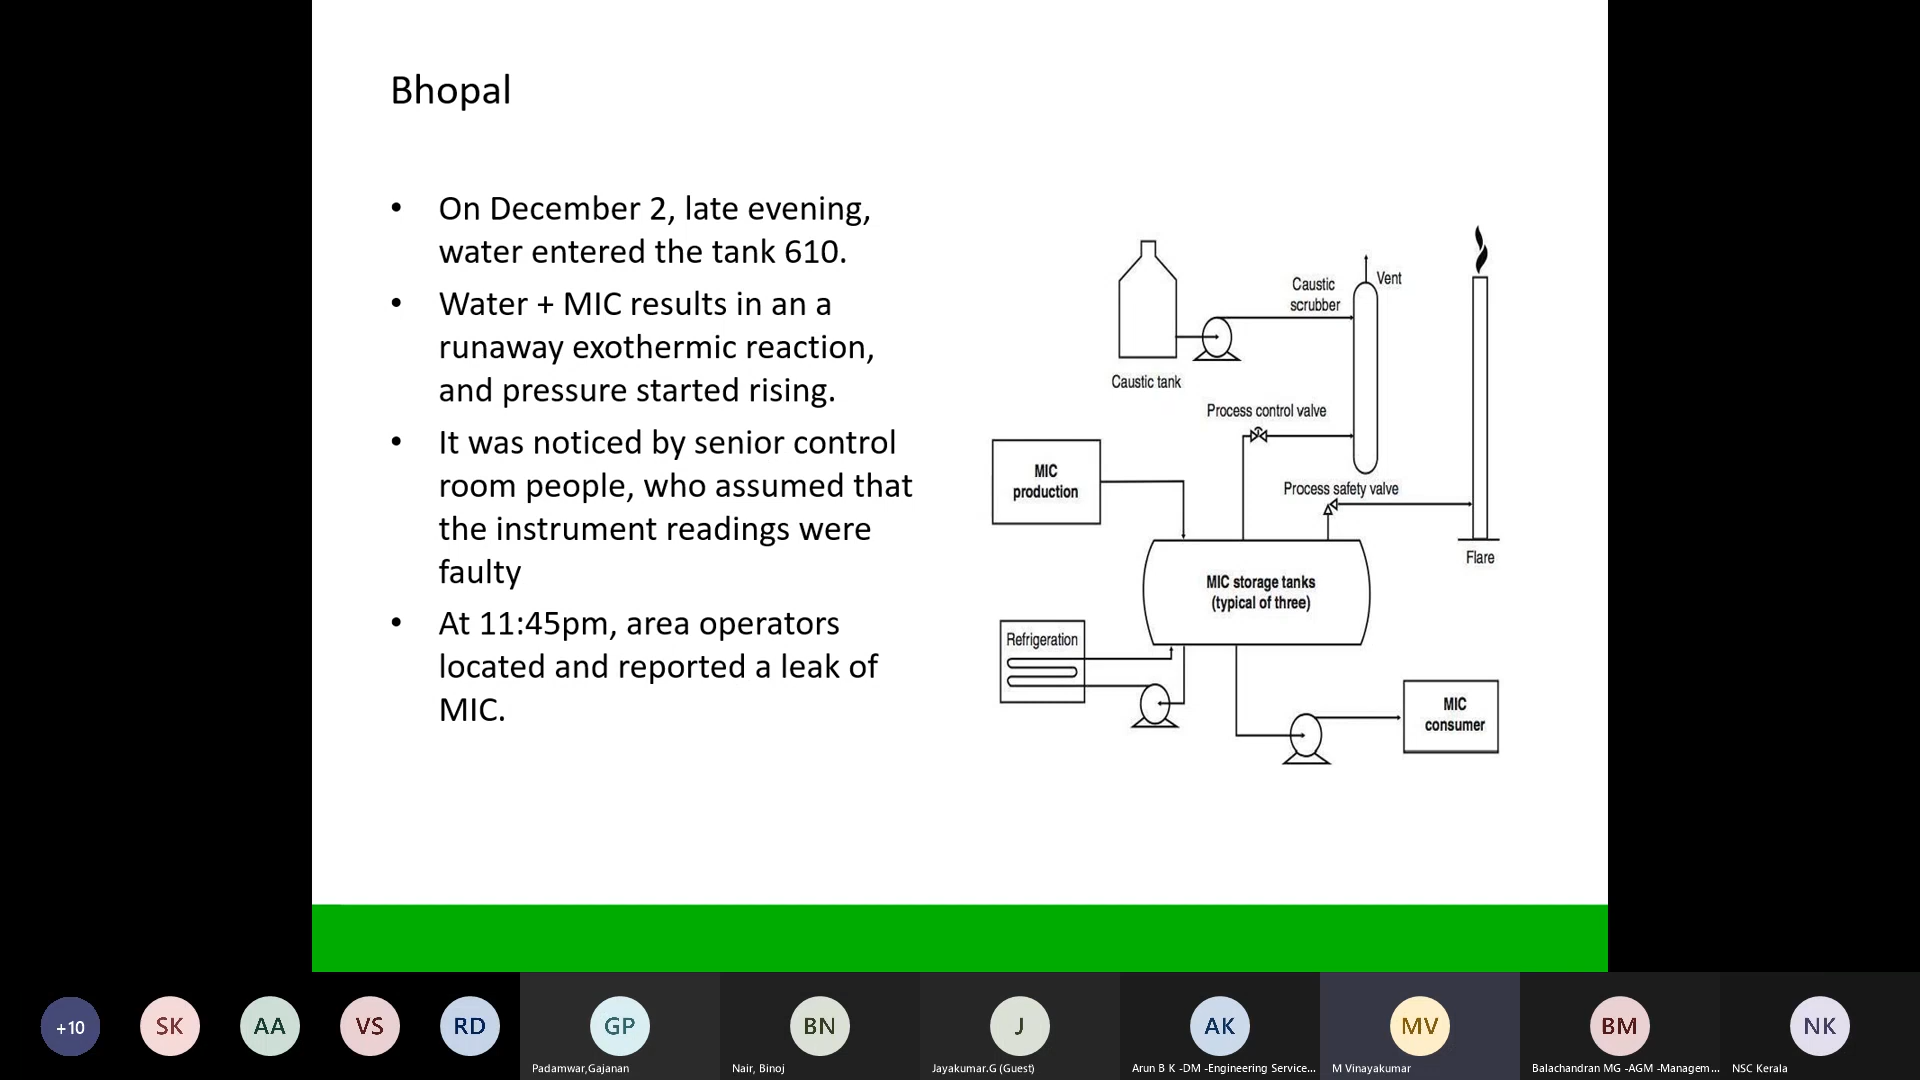 Bhopal
• On December 2, late evening,
water entered the tank 610.
• Water + MIC results in an a
runaway exothermic reaction,
and pressure started rising.
• It was noticed by senior control
room people, who assumed that
the instrument readings were
faulty
• At 11:45pm, area operators
located and reported a leak of
MIC.
Vent
Caustic
scrubber
Caustic tank
Process control valve
MIC
production
Process safety valve
Flare
MIC storage tanks
(typical of three)
Refrigeration
MIC
consumer
+10
SK
AA
VS
RD
GP
BN
J
AK
MV
BM
NK
Padamwar,Gajanan
Nair, Binoj
Jayakumar.G (Guest)
Arun B K -DM -Engineering Service...
M Vinayakumar
Balachandran MG -AGM -Managem...
NSC Kerala